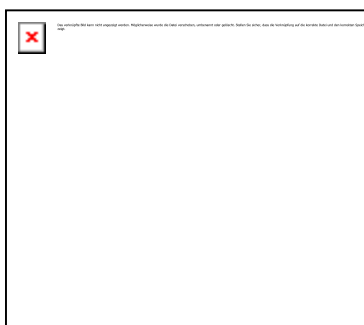 Das verknüpfte Bild kann nicht angezeigt werden. Möglicherweise wurde die Datei verschoben, umbenannt oder gelöscht. Stellen Sie sicher, dass die Verknüpfung auf die korrekte Datei und den korrekten Speicherort
zeigt.